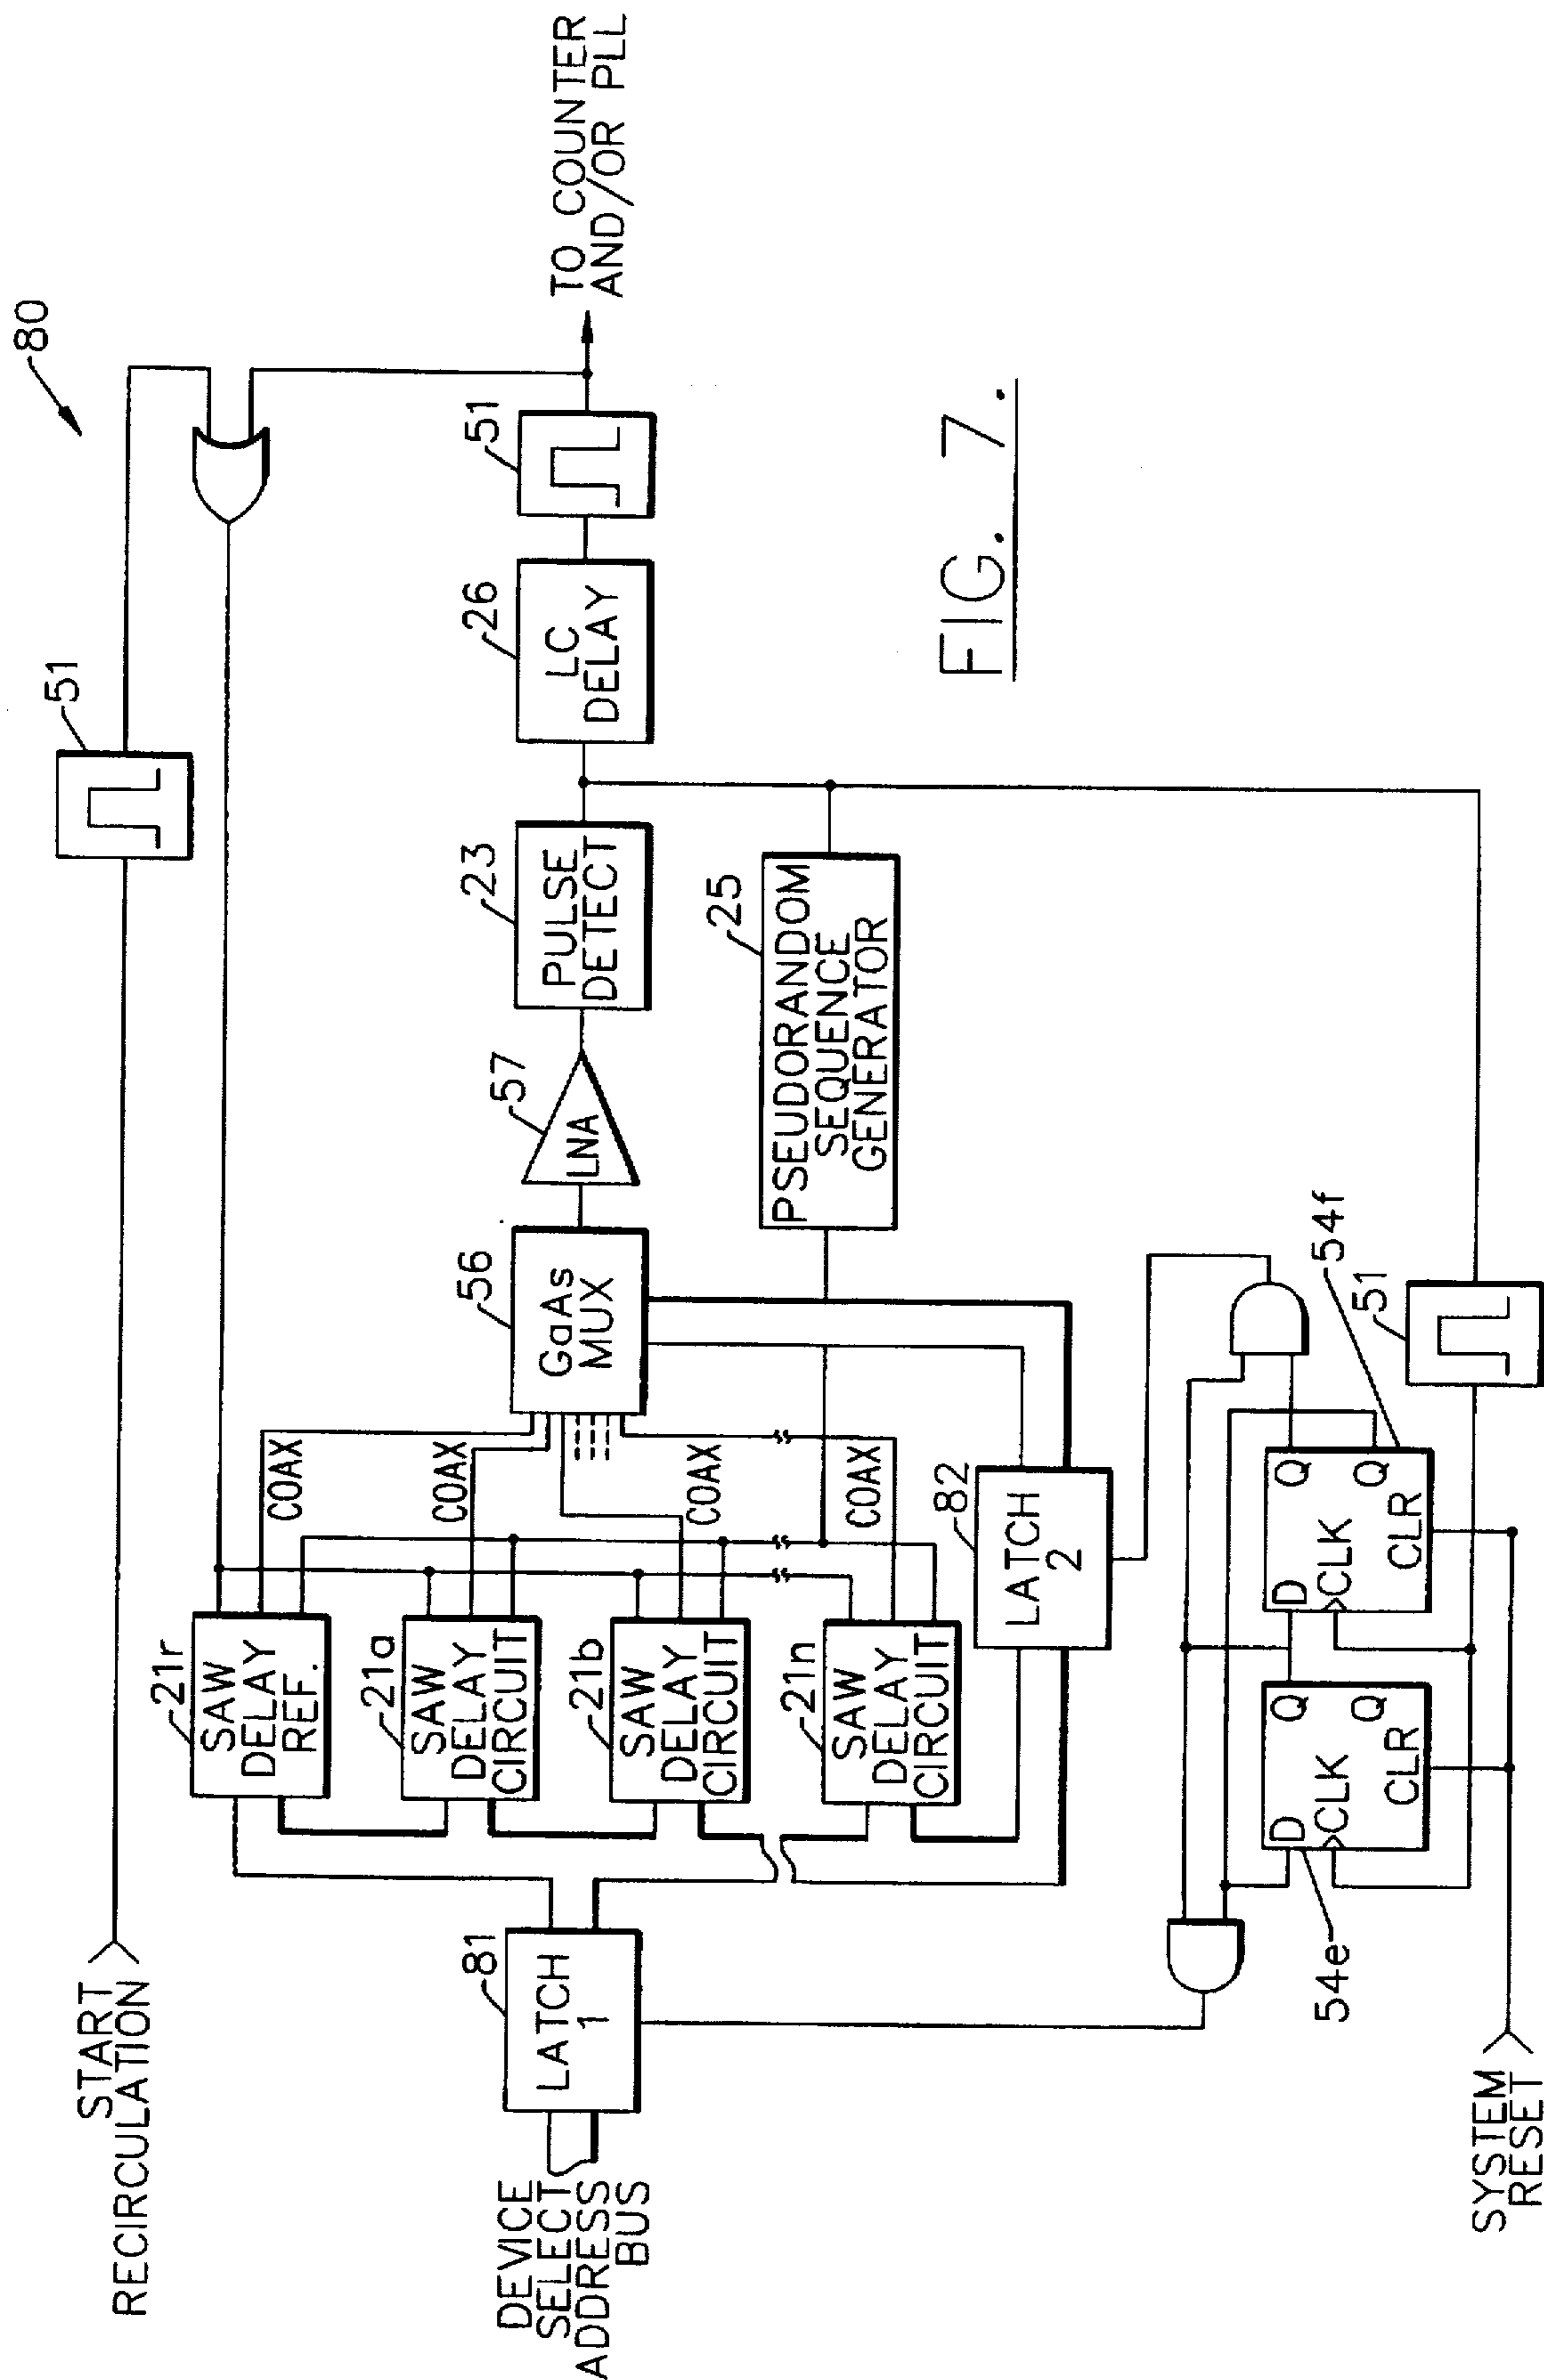 80
START
RECIRCULATION
51
TO COUNTER
AND/OR PLL
21r
SAW
DELAY
REF.
COAX
21a
SAW
DELAY
CIRCUIT
COAX
21b
SAW
DELAY
CIRCUIT
COAX
21n
SAW
DELAY
CIRCUIT
COAX
DEVICE
SELECT
ADDRESS
BUS
81
LATCH
1
56
GaAs
MUX
57
LNA
23
PULSE
DETECT
26
LC
DELAY
51
25
PSEUDORANDOM
SEQUENCE
GENERATOR
82
LATCH
2
54e
D
Q
CLK
Q
CLR
54f
D
Q
CLK
Q
CLR
51
SYSTEM
RESET
FIG. 7.